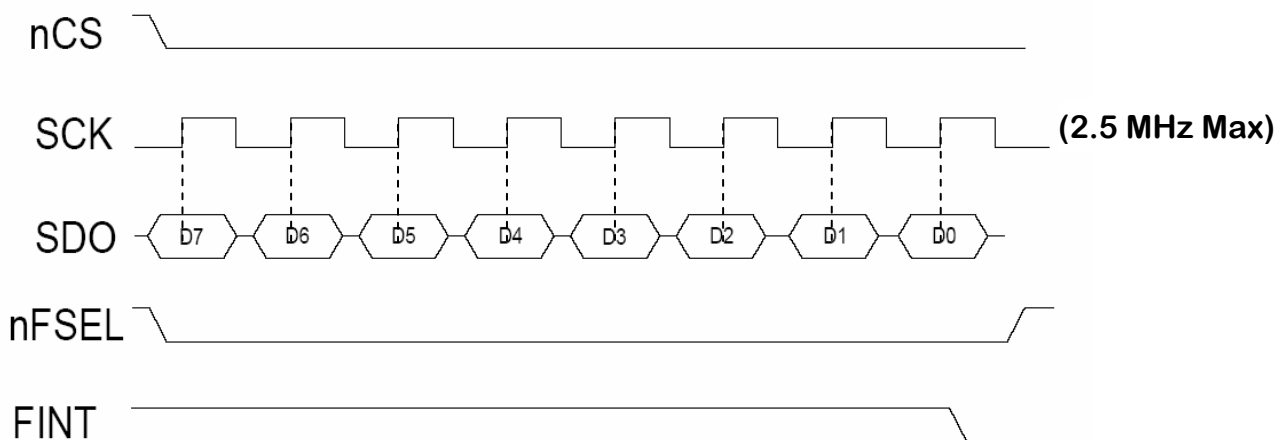 nCS
SCK (2.5 MHz Max)
SDO D7 D6 D5 D4 D3 D2 D1 D0
nFSEL
FINT